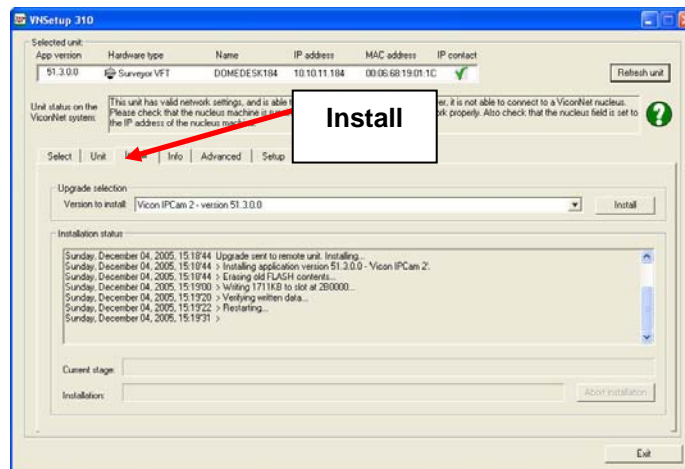 VNSetup 310
Selected unit:
App version Hardware type Name IP address MAC address IP contact
51.3.0.0 Surveyor VFT DOMEDESK184 10.10.11.184 00:06:68:19:01:1C
Refresh unit
Unit status on the ViconNet system:
This unit has valid network settings, and is able er, it is not able to connect to a ViconNet nucleus.
Please check that the nucleus machine is rk properly. Also check that the nucleus field is set to
the IP address of the nucleus machine
Install
Select Unit Info Advanced Setup
Upgrade selection
Version to install: Vicon IPCam 2 - version 51.3.0.0 Install
Installation status
Sunday, December 04, 2005, 15:18'44 Upgrade sent to remote unit. Installing...
Sunday, December 04, 2005, 15:18'44 > Installing application version 51.3.0.0 - 'Vicon IPCam 2'.
Sunday, December 04, 2005, 15:18'44 > Erasing old FLASH contents...
Sunday, December 04, 2005, 15:19'00 > Writing 1711KB to slot at 2B0000...
Sunday, December 04, 2005, 15:19'20 > Verifying written data...
Sunday, December 04, 2005, 15:19'22 > Restarting...
Sunday, December 04, 2005, 15:19'31 >
Current stage:
Installation: Abort installation
Exit